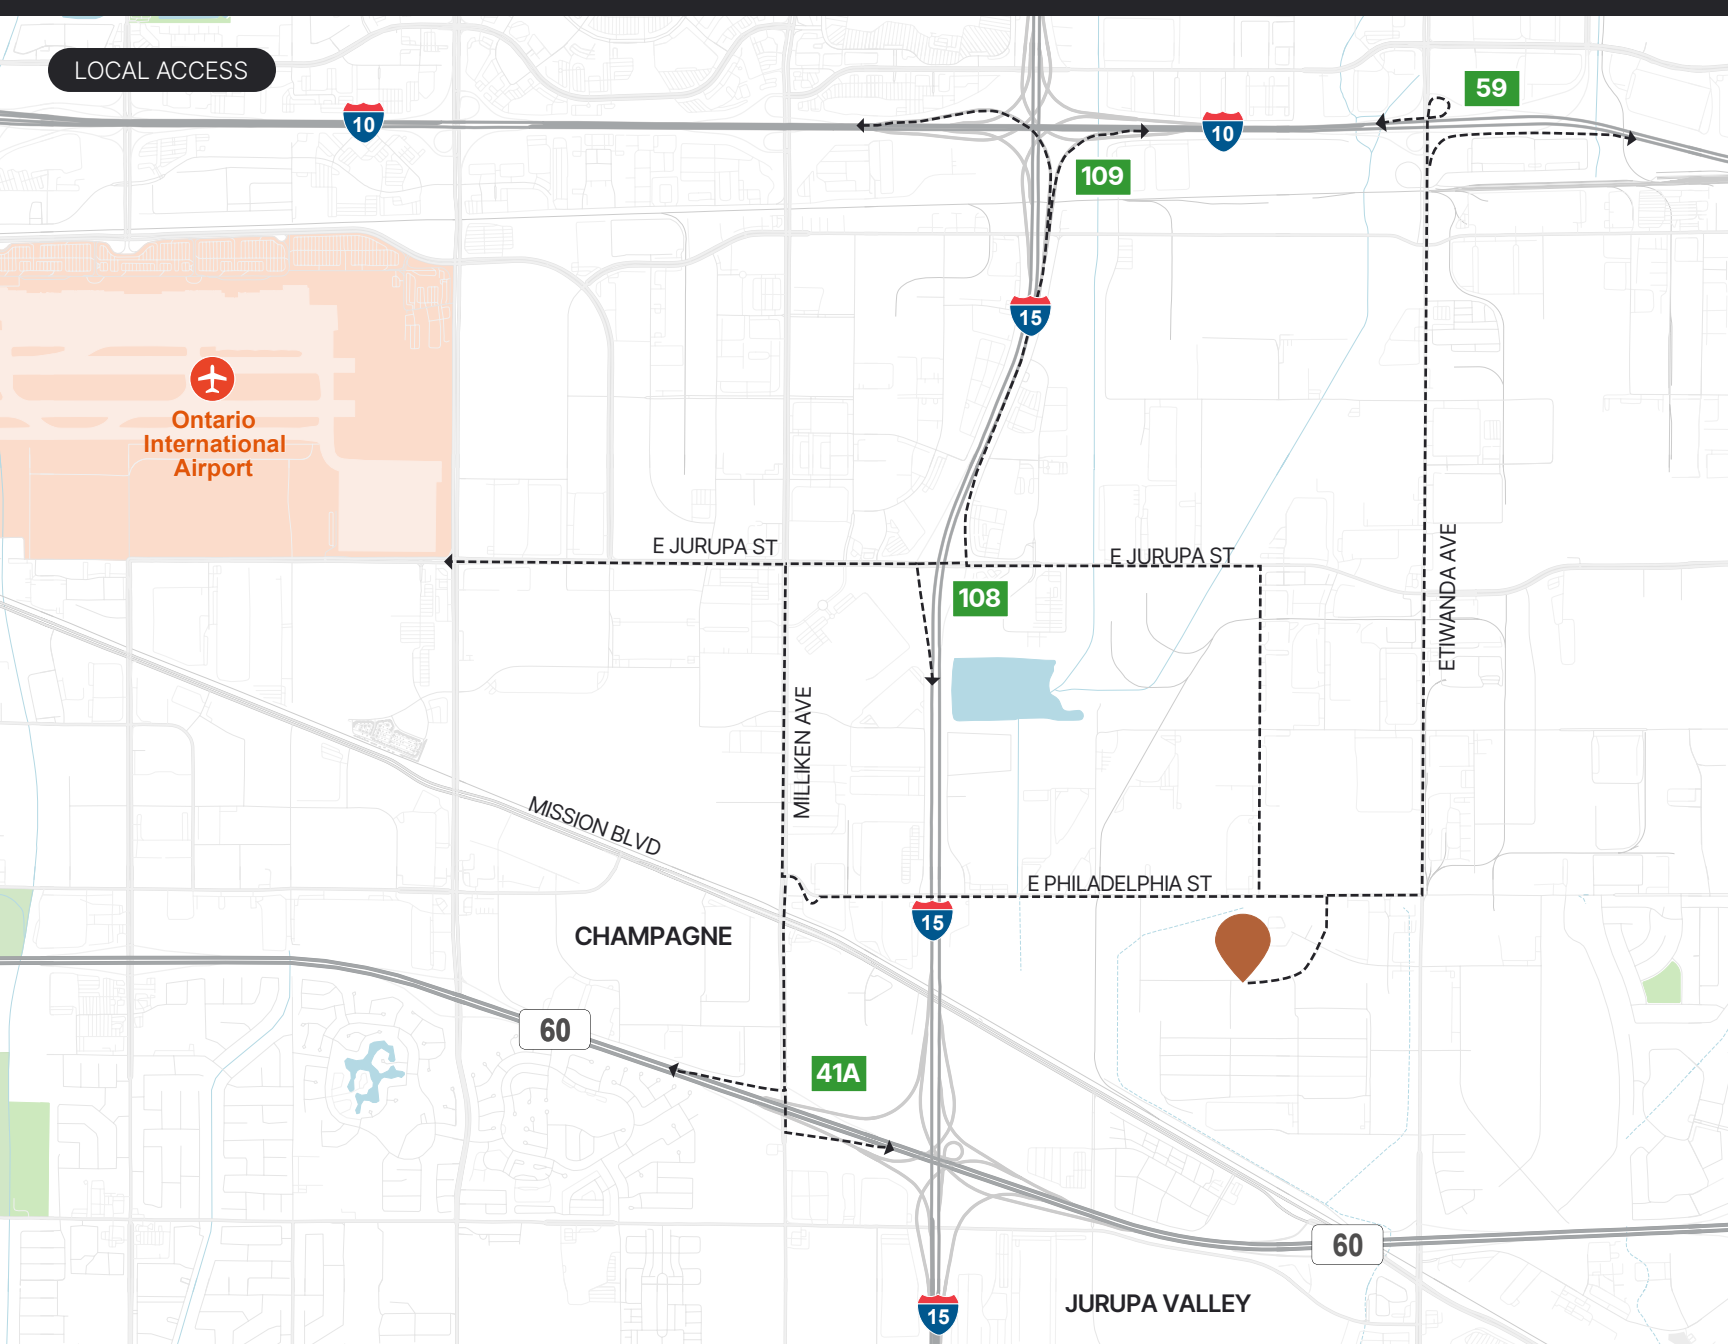 LOCAL ACCESS
59
10
10
109
15
Ontario
International
Airport
E JURUPA ST
E JURUPA ST
ETIWANDA AVE
108
MILLIKEN AVE
MISSION BLVD
E PHILADELPHIA ST
15
CHAMPAGNE
60
41A
60
JURUPA VALLEY
15